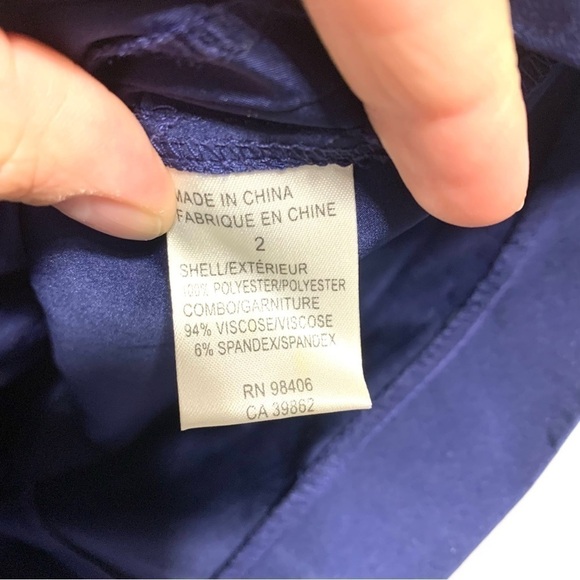 MADE IN CHINA
FABRIQUE EN CHINE
2
SHELL/EXTÉRIEUR
100% POLYESTER/POLYESTER
COMBO/GARNITURE
94% VISCOSE/VISCOSE
6% SPANDEX/SPANDEX
RN 98406
CA 39862